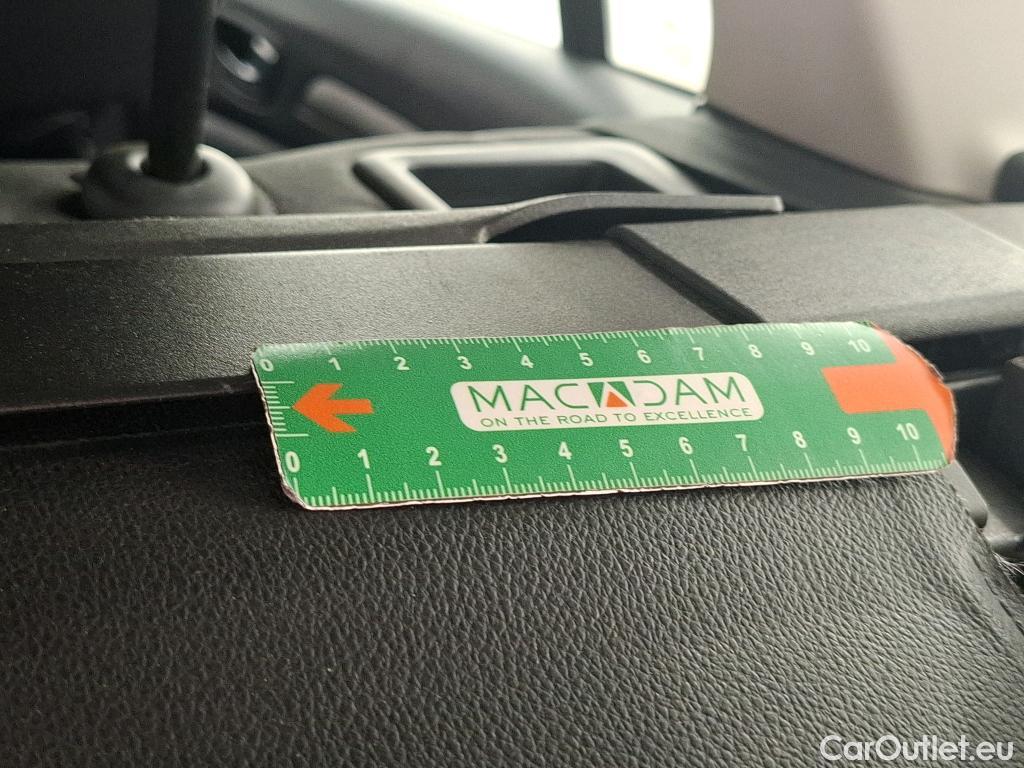 0 1 2 3 4 5 6 7 8 9 10
MACADAM
ON THE ROAD TO EXCELLENCE
0 1 2 3 4 5 6 7 8 9 10
CarOutlet.eu